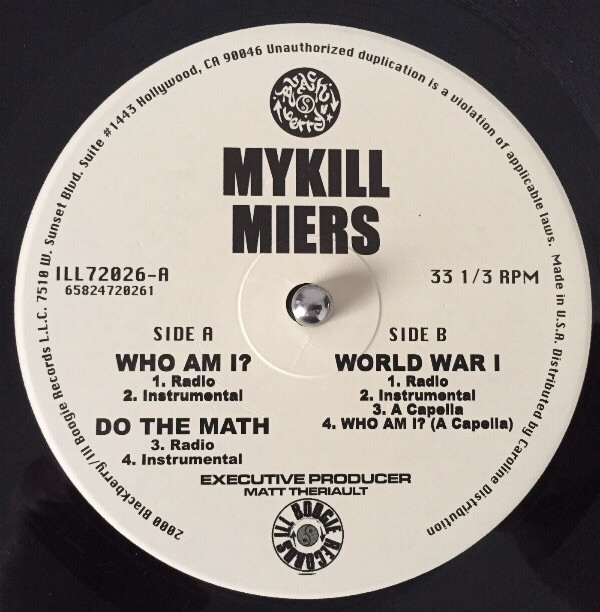 2000 Blackberry/Ill Boogie Records L.L.C. 7510 W. Sunset Blvd. Suite #1443 Hollywood, CA 90046 Unauthorized duplication is a violation of applicable laws. Made in U.S.A. Distributed by Caroline Distribution
BLACK BERRY
MYKILL
MIERS
ILL72026-A
65824720261
33 1/3 RPM
SIDE A
WHO AM I?
1. Radio
2. Instrumental
DO THE MATH
3. Radio
4. Instrumental
SIDE B
WORLD WAR I
1. Radio
2. Instrumental
3. A Capella
4. WHO AM I? (A Capella)
EXECUTIVE PRODUCER
MATT THERIAULT
ILL BOOGIE RECORDS